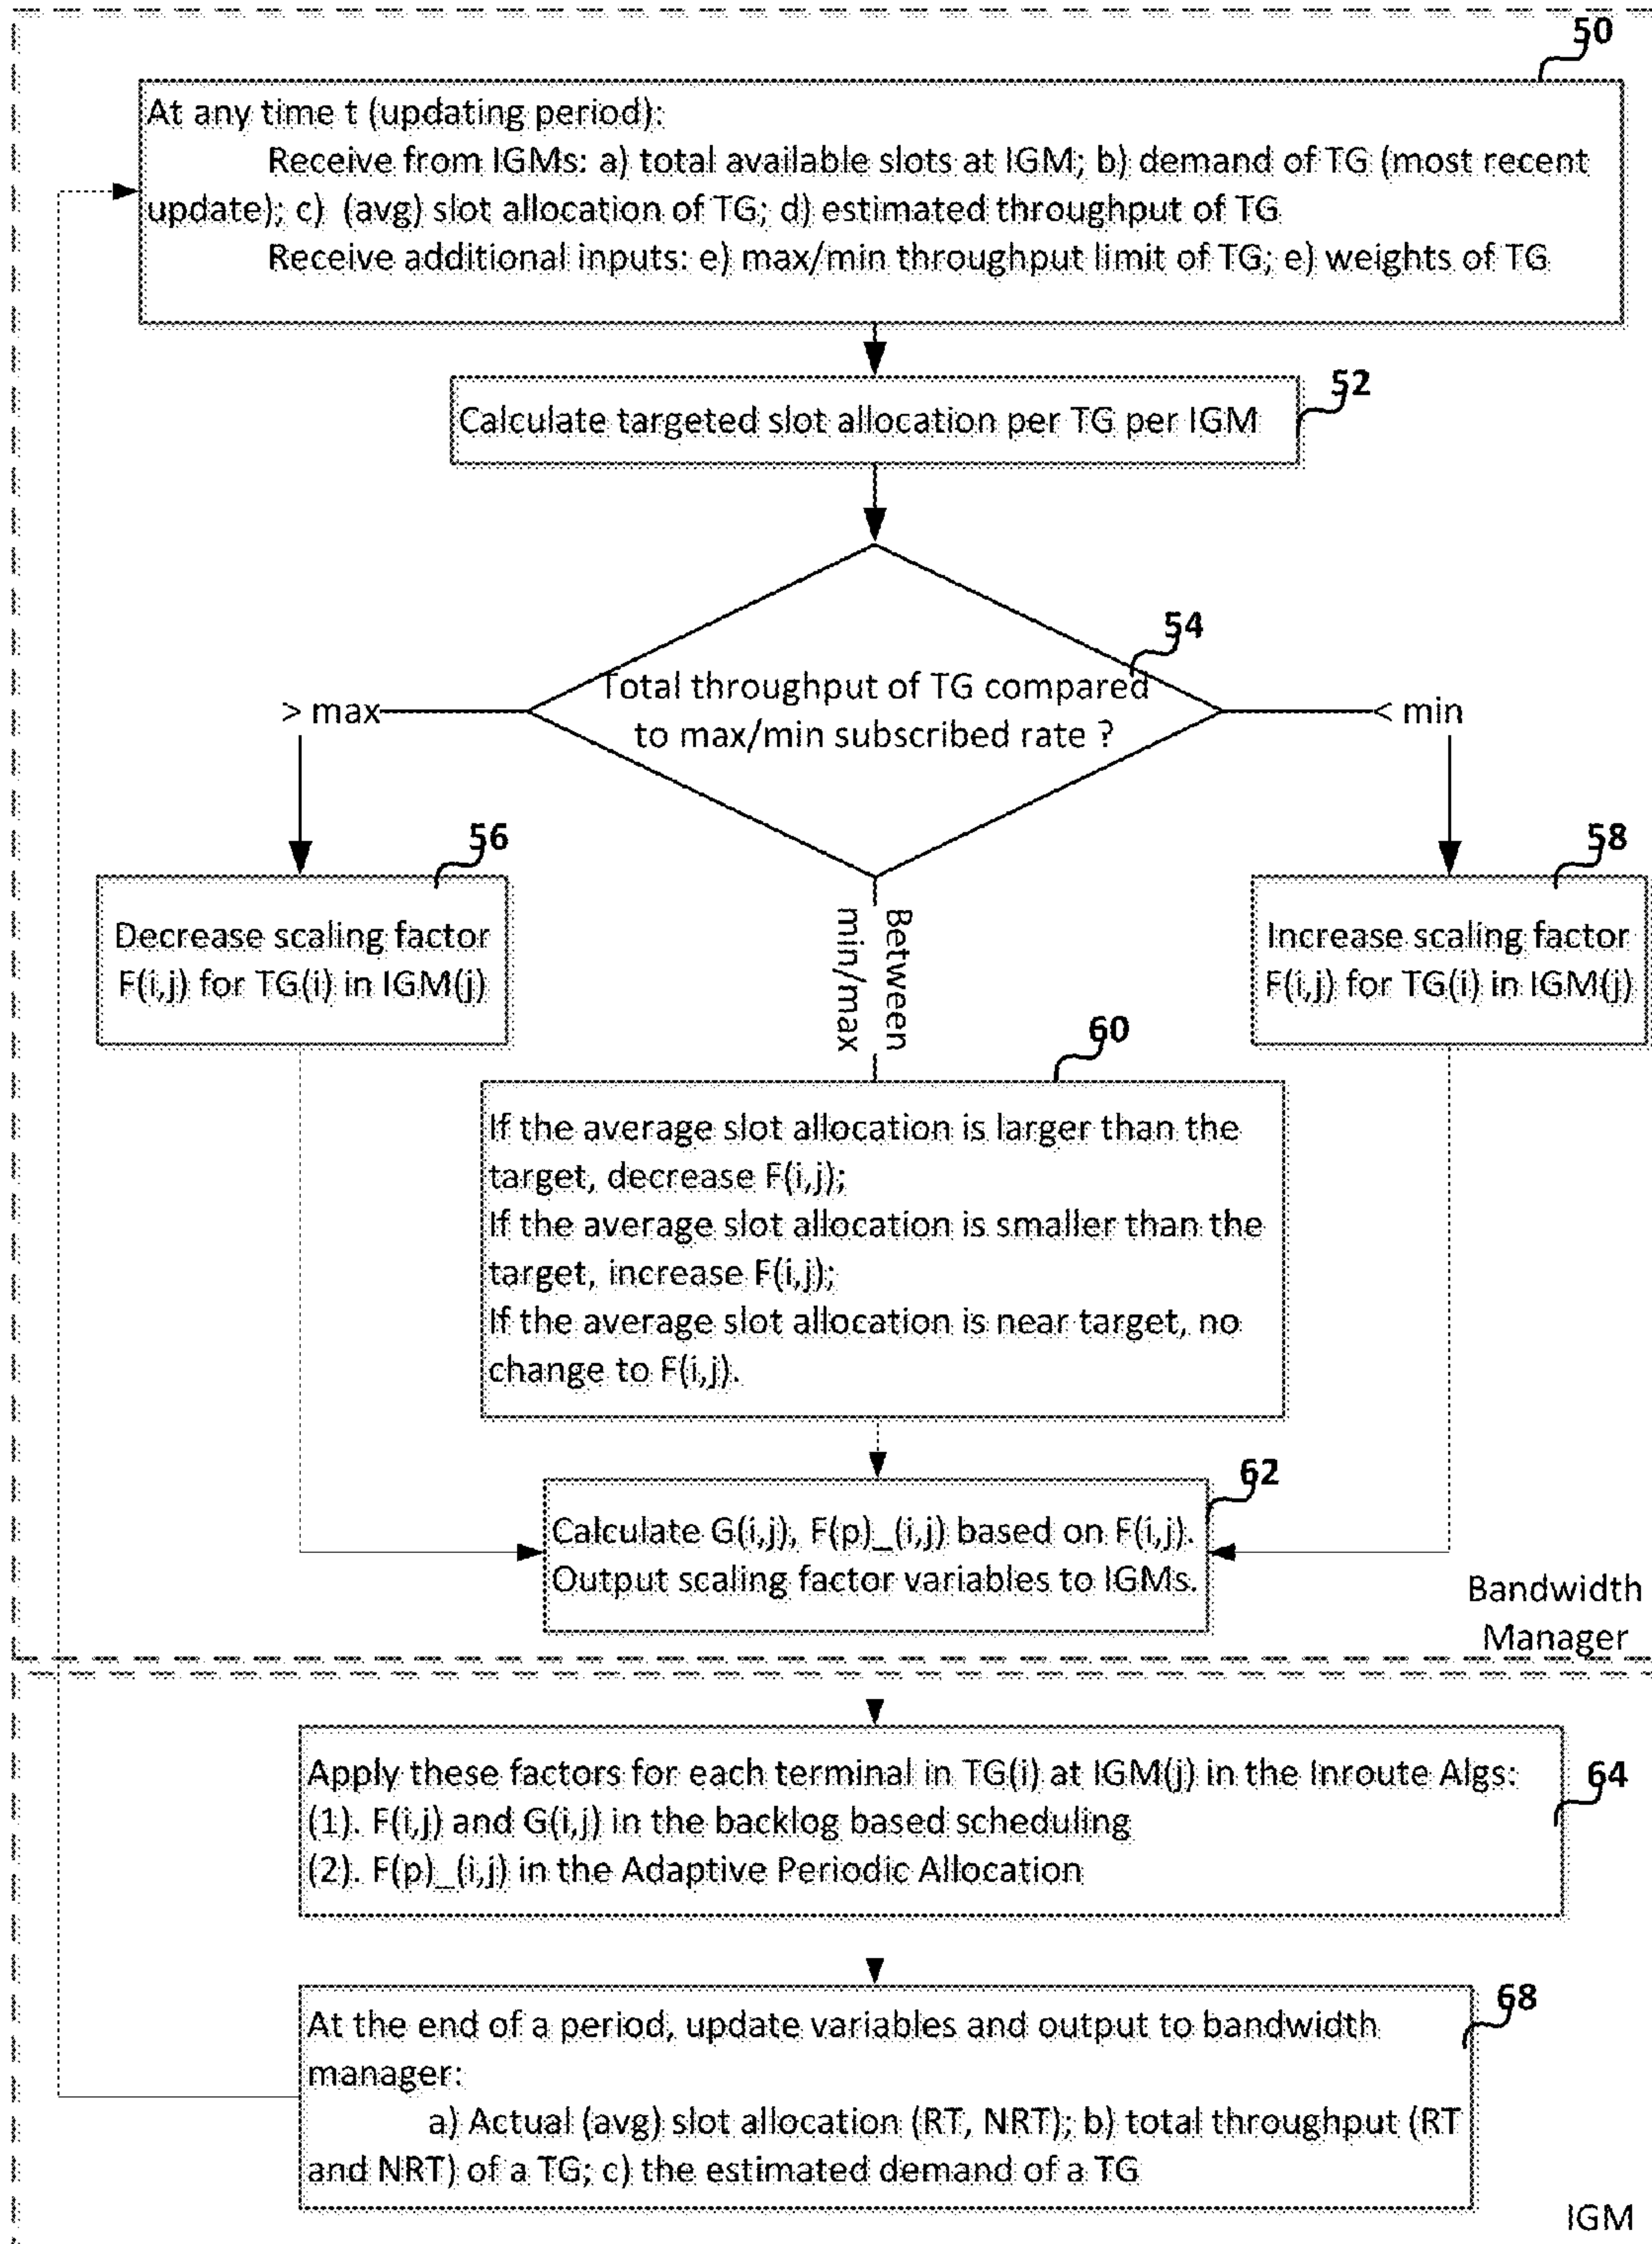 50
At any time t (updating period):
Receive from IGMs: a) total available slots at IGM; b) demand of TG (most recent
update); c) (avg) slot allocation of TG; d) estimated throughput of TG
Receive additional inputs: e) max/min throughput limit of TG; e) weights of TG
52
Calculate targeted slot allocation per TG per IGM
54
Total throughput of TG compared
to max/min subscribed rate ?
> max
< min
56
Decrease scaling factor
F(i,j) for TG(i) in IGM(j)
Between
min/max
58
Increase scaling factor
F(i,j) for TG(i) in IGM(j)
60
If the average slot allocation is larger than the
target, decrease F(i,j);
If the average slot allocation is smaller than the
target, increase F(i,j);
If the average slot allocation is near target, no
change to F(i,j).
62
Calculate G(i,j), F(p)_(i,j) based on F(i,j).
Output scaling factor variables to IGMs.
Bandwidth
Manager
64
Apply these factors for each terminal in TG(i) at IGM(j) in the Inroute Algs:
(1). F(i,j) and G(i,j) in the backlog based scheduling
(2). F(p)_(i,j) in the Adaptive Periodic Allocation
68
At the end of a period, update variables and output to bandwidth
manager:
a) Actual (avg) slot allocation (RT, NRT); b) total throughput (RT
and NRT) of a TG; c) the estimated demand of a TG
IGM